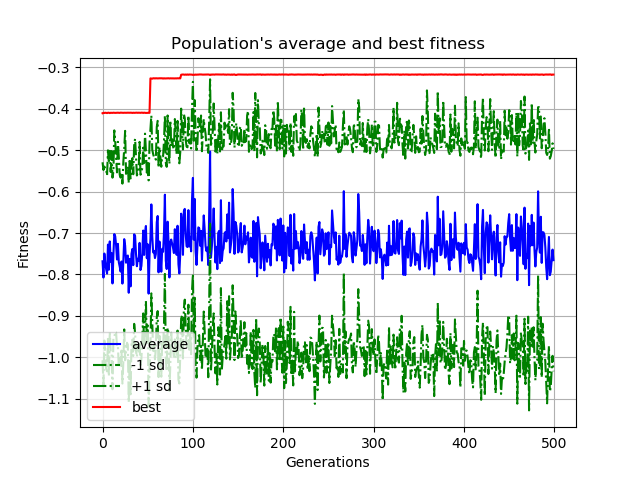 Population's average and best fitness
Fitness
−0.3
−0.4
−0.5
−0.6
−0.7
−0.8
−0.9
−1.0
−1.1
average
-1 sd
+1 sd
best
0
100
200
300
400
500
Generations